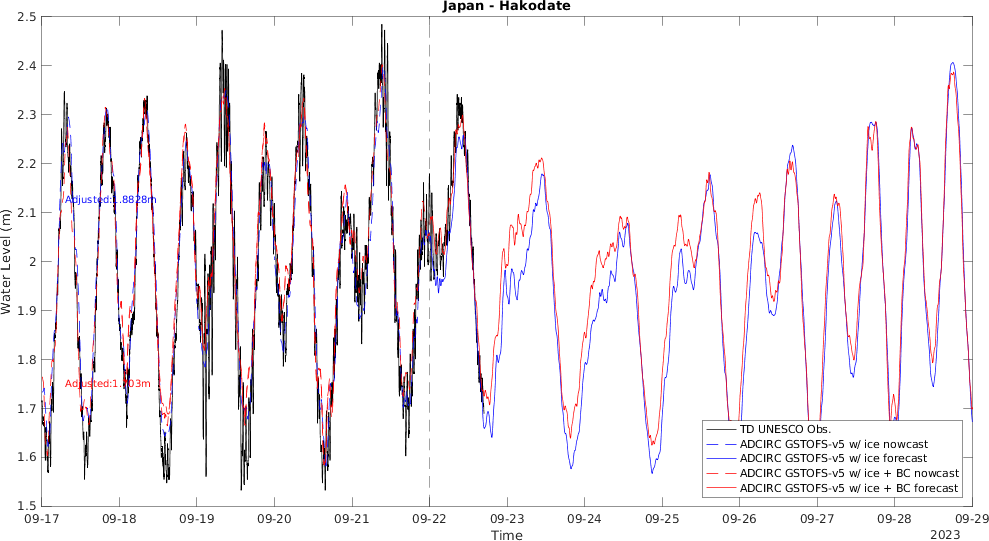 Japan - Hakodate
Water Level (m)
2.5
2.4
2.3
2.2
2.1
2
1.9
1.8
1.7
1.6
1.5
Adjusted:1.8828m
TD UNESCO Obs.
ADCIRC GSTOFS-v5 w/ ice nowcast
ADCIRC GSTOFS-v5 w/ ice forecast
ADCIRC GSTOFS-v5 w/ ice + BC nowcast
ADCIRC GSTOFS-v5 w/ ice + BC forecast
09-17 09-18 09-19 09-20 09-21 09-22 09-23 09-24 09-25 09-26 09-27 09-28 09-29
Time
2023